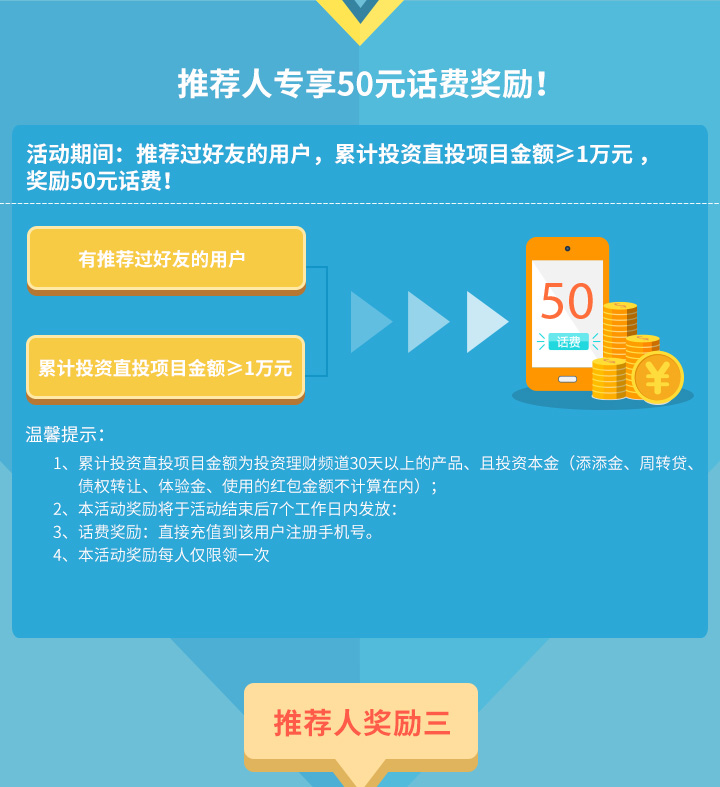 推荐人专享50元话费奖励！
活动期间：推荐过好友的用户，累计投资直投项目金额≥1万元 ，
奖励50元话费！
有推荐过好友的用户
累计投资直投项目金额≥1万元
50
话费
¥
温馨提示：
1、累计投资直投项目金额为投资理财频道30天以上的产品、且投资本金（添添金、周转贷、
债权转让、体验金、使用的红包金额不计算在内）；
2、本活动奖励将于活动结束后7个工作日内发放：
3、话费奖励：直接充值到该用户注册手机号。
4、本活动奖励每人仅限领一次
推荐人奖励三